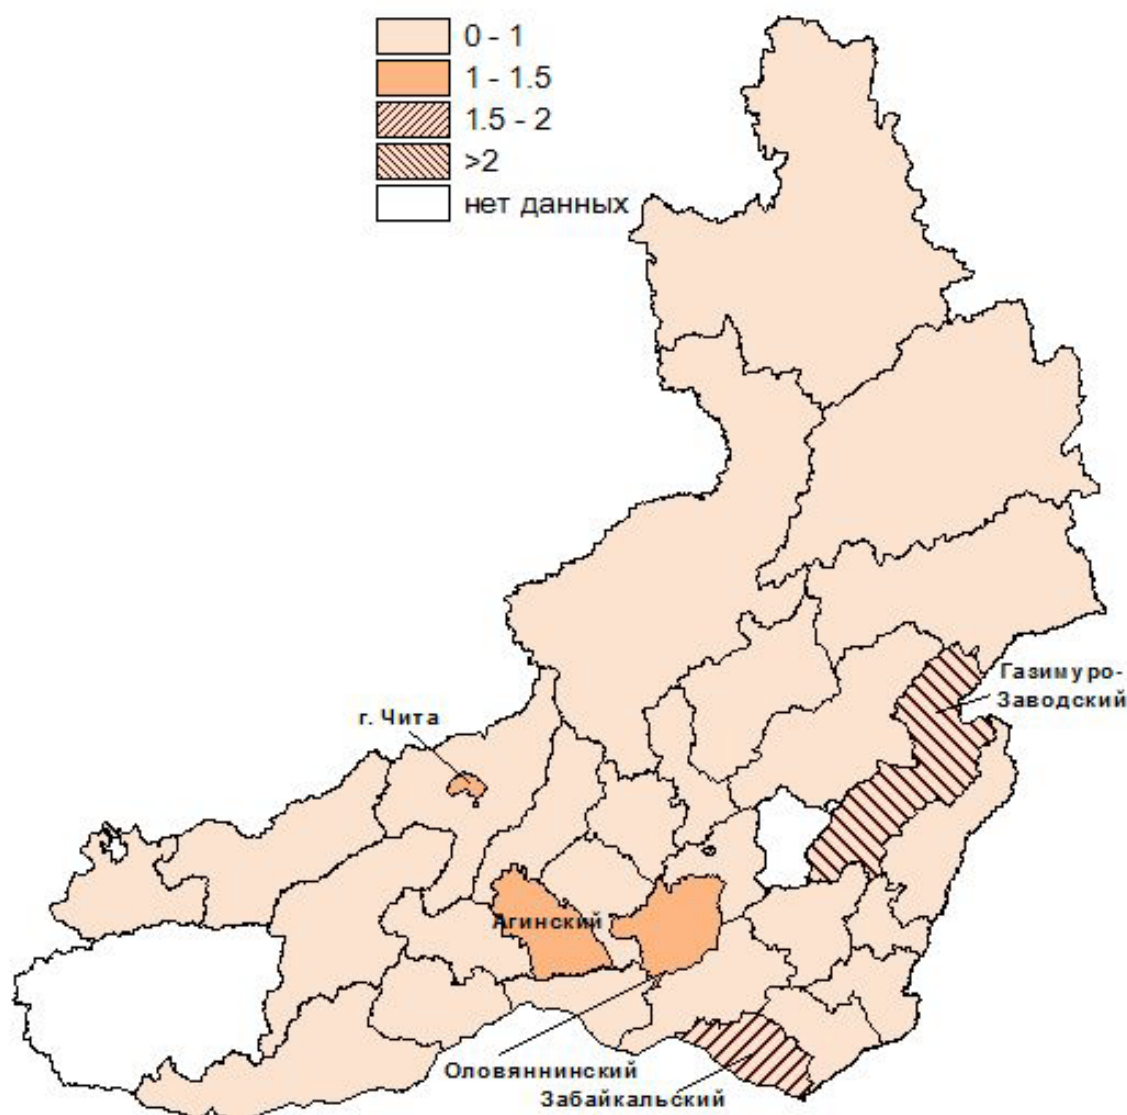 0 - 1
1 - 1.5
1.5 - 2
>2
нет данных
Газимуро-
Заводский
г. Чита
Агинский
Оловяннинский
Забайкальский